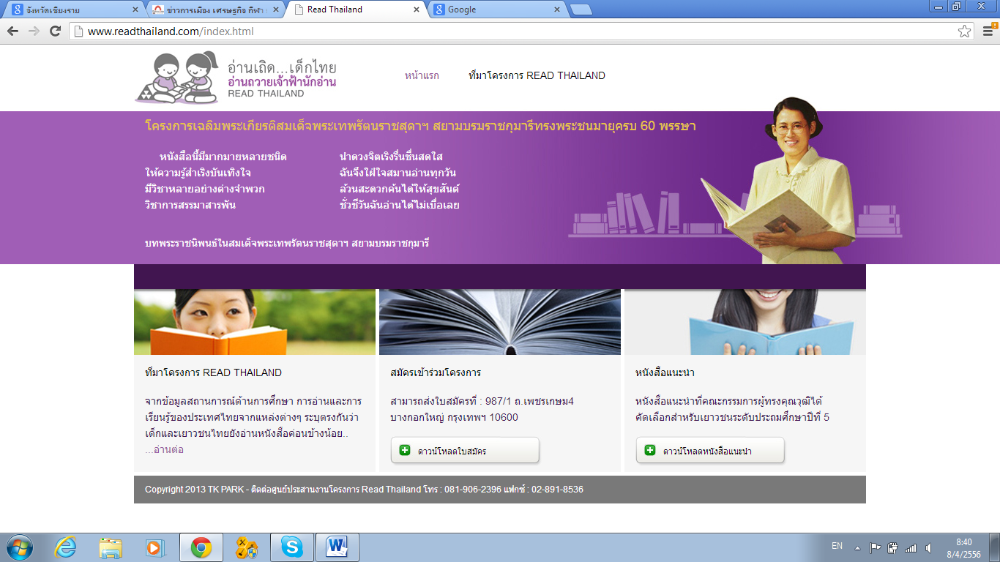 จังหวัดเชียงราย
ข่าวการเมือง เศรษฐกิจ กีฬา
Read Thailand
Google
www.readthailand.com/index.html
อ่านเถิด...เด็กไทย
อ่านถวายเจ้าฟ้านักอ่าน
READ THAILAND
หน้าแรก
ที่มาโครงการ READ THAILAND
โครงการเฉลิมพระเกียรติสมเด็จพระเทพรัตนราชสุดาฯ สยามบรมราชกุมารีทรงพระชนมายุครบ 60 พรรษา
หนังสือนี้มีมากมายหลายชนิด นำดวงจิตเริงรื่นชื่นสดใส
ให้ความรู้สำเริงบันเทิงใจ ฉันจึงใฝ่ใจสมานอ่านทุกวัน
มีวิชาหลายอย่างต่างจำพวก ล้วนสะดวกค้นได้ให้สุขสันต์
วิชาการสรรมาสารพัน ชั่วชีวันฉันอ่านได้ไม่เบื่อเลย
บทพระราชนิพนธ์ในสมเด็จพระเทพรัตนราชสุดาฯ สยามบรมราชกุมารี
ที่มาโครงการ READ THAILAND
จากข้อมูลสถานการณ์ด้านการศึกษา การอ่านและการ
เรียนรู้ของประเทศไทยจากแหล่งต่างๆ ระบุตรงกันว่า
เด็กและเยาวชนไทยยังอ่านหนังสือค่อนข้างน้อย..
...อ่านต่อ
สมัครเข้าร่วมโครงการ
สามารถส่งใบสมัครที่ : 987/1 ถ.เพชรเกษม4
บางกอกใหญ่ กรุงเทพฯ 10600
ดาวน์โหลดใบสมัคร
หนังสือแนะนำ
หนังสือแนะนำที่คณะกรรมการผู้ทรงคุณวุฒิได้
คัดเลือกสำหรับเยาวชนระดับประถมศึกษาปีที่ 5
ดาวน์โหลดหนังสือแนะนำ
Copyright 2013 TK PARK - ติดต่อศูนย์ประสานงานโครงการ Read Thailand โทร : 081-906-2396 แฟกซ์ : 02-891-8536
EN
8:40
8/4/2556